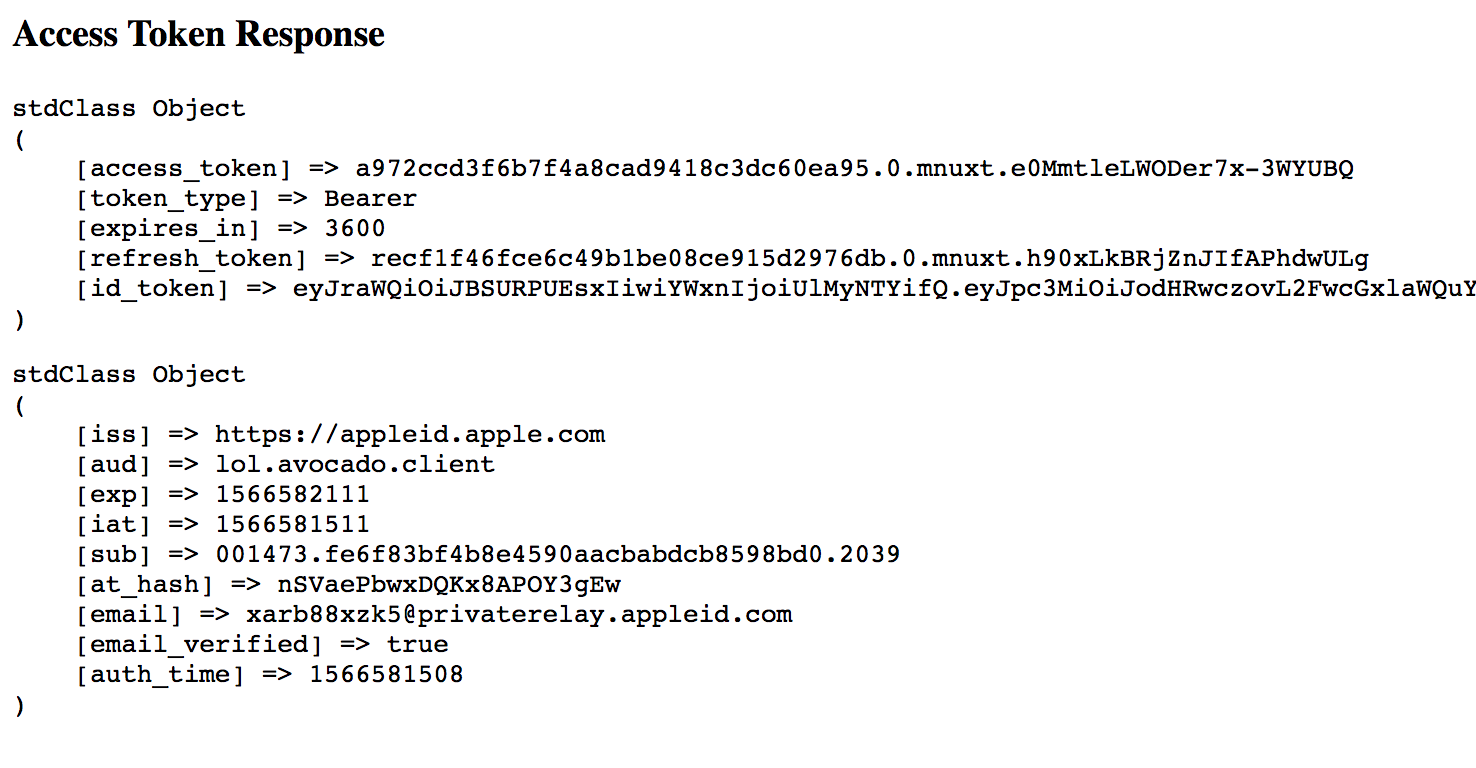 Access Token Response
stdClass Object
(
[access_token] => a972ccd3f6b7f4a8cad9418c3dc60ea95.0.mnuxt.e0MmtleLWODer7x-3WYUBQ
[token_type] => Bearer
[expires_in] => 3600
[refresh_token] => recf1f46fce6c49b1be08ce915d2976db.0.mnuxt.h90xLkBRjZnJIfAPhdwULg
[id_token] => eyJraWQiOiJBSURPUEsxIiwiYWxnIjoiUlMyNTYifQ.eyJpc3MiOiJodHRwczovL2FwcGxlaWQuY
)
stdClass Object
(
[iss] => https://appleid.apple.com
[aud] => lol.avocado.client
[exp] => 1566582111
[iat] => 1566581511
[sub] => 001473.fe6f83bf4b8e4590aacbabdcb8598bd0.2039
[at_hash] => nSVaePbwxDQKx8APOY3gEw
[email] => xarb88xzk5@privaterelay.appleid.com
[email_verified] => true
[auth_time] => 1566581508
)